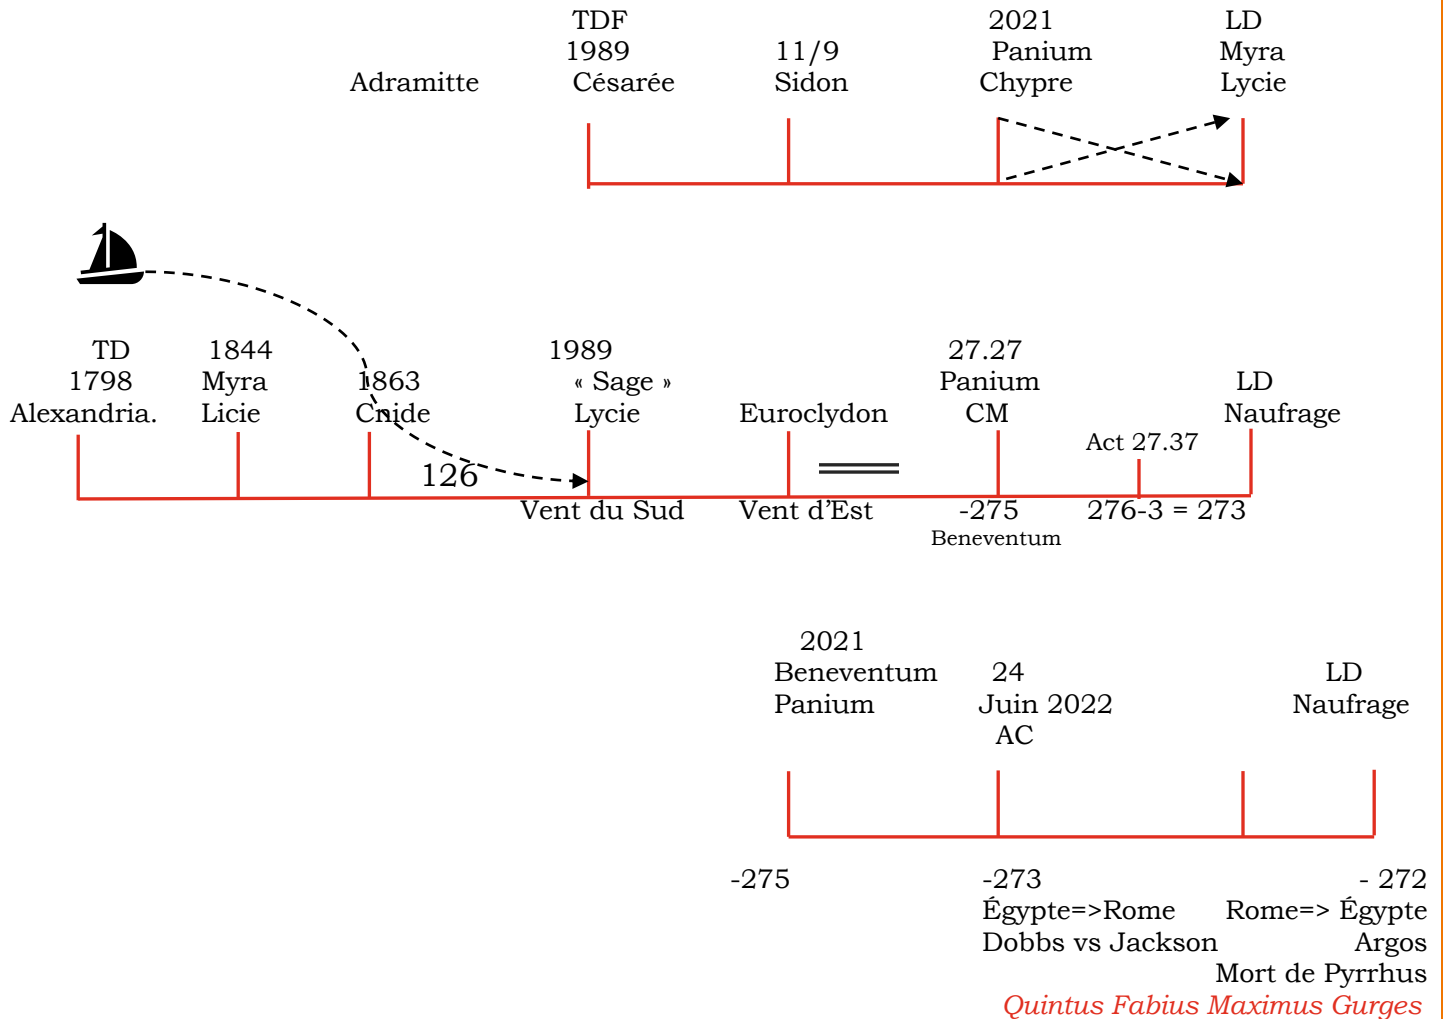 TDF 2021 LD
1989 11/9 Panium Myra
Adramitte Césarée Sidon Chypre Lycie
TD 1844 1989 27.27
1798 Myra 1863 « Sage » Panium LD
Alexandria. Licie Cnide Lycie Euroclydon CM Naufrage
Act 27.37
126
Vent du Sud Vent d’Est -275 276-3 = 273
Beneventum
2021
Beneventum 24 LD
Panium Juin 2022 Naufrage
AC
-275 -273 - 272
Égypte=>Rome Rome=> Égypte
Dobbs vs Jackson Argos
Mort de Pyrrhus
Quintus Fabius Maximus Gurges